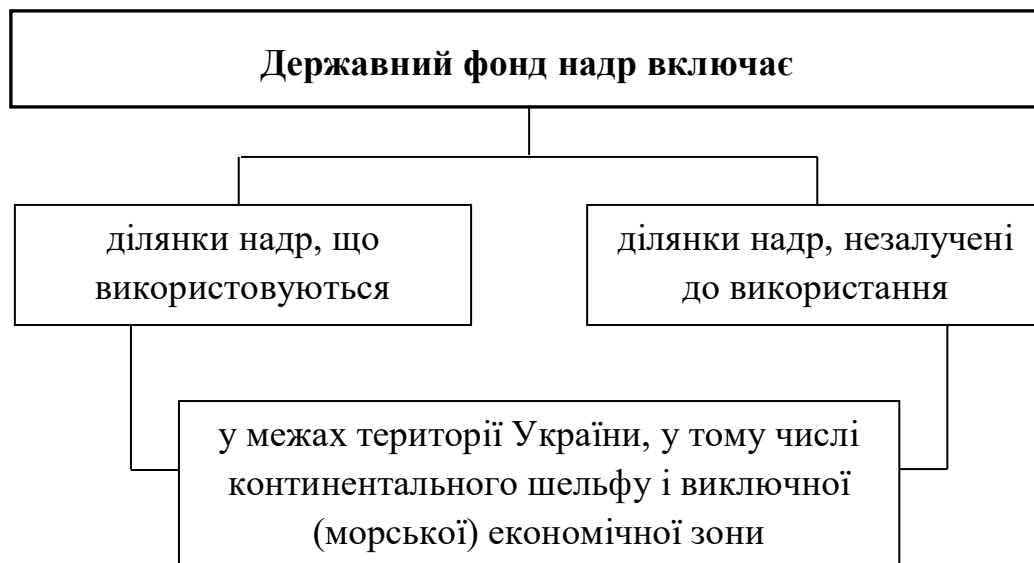 Державний фонд надр включає
ділянки надр, що
використовуються
ділянки надр, незалучені
до використання
у межах території України, у тому числі
континентального шельфу і виключної
(морської) економічної зони